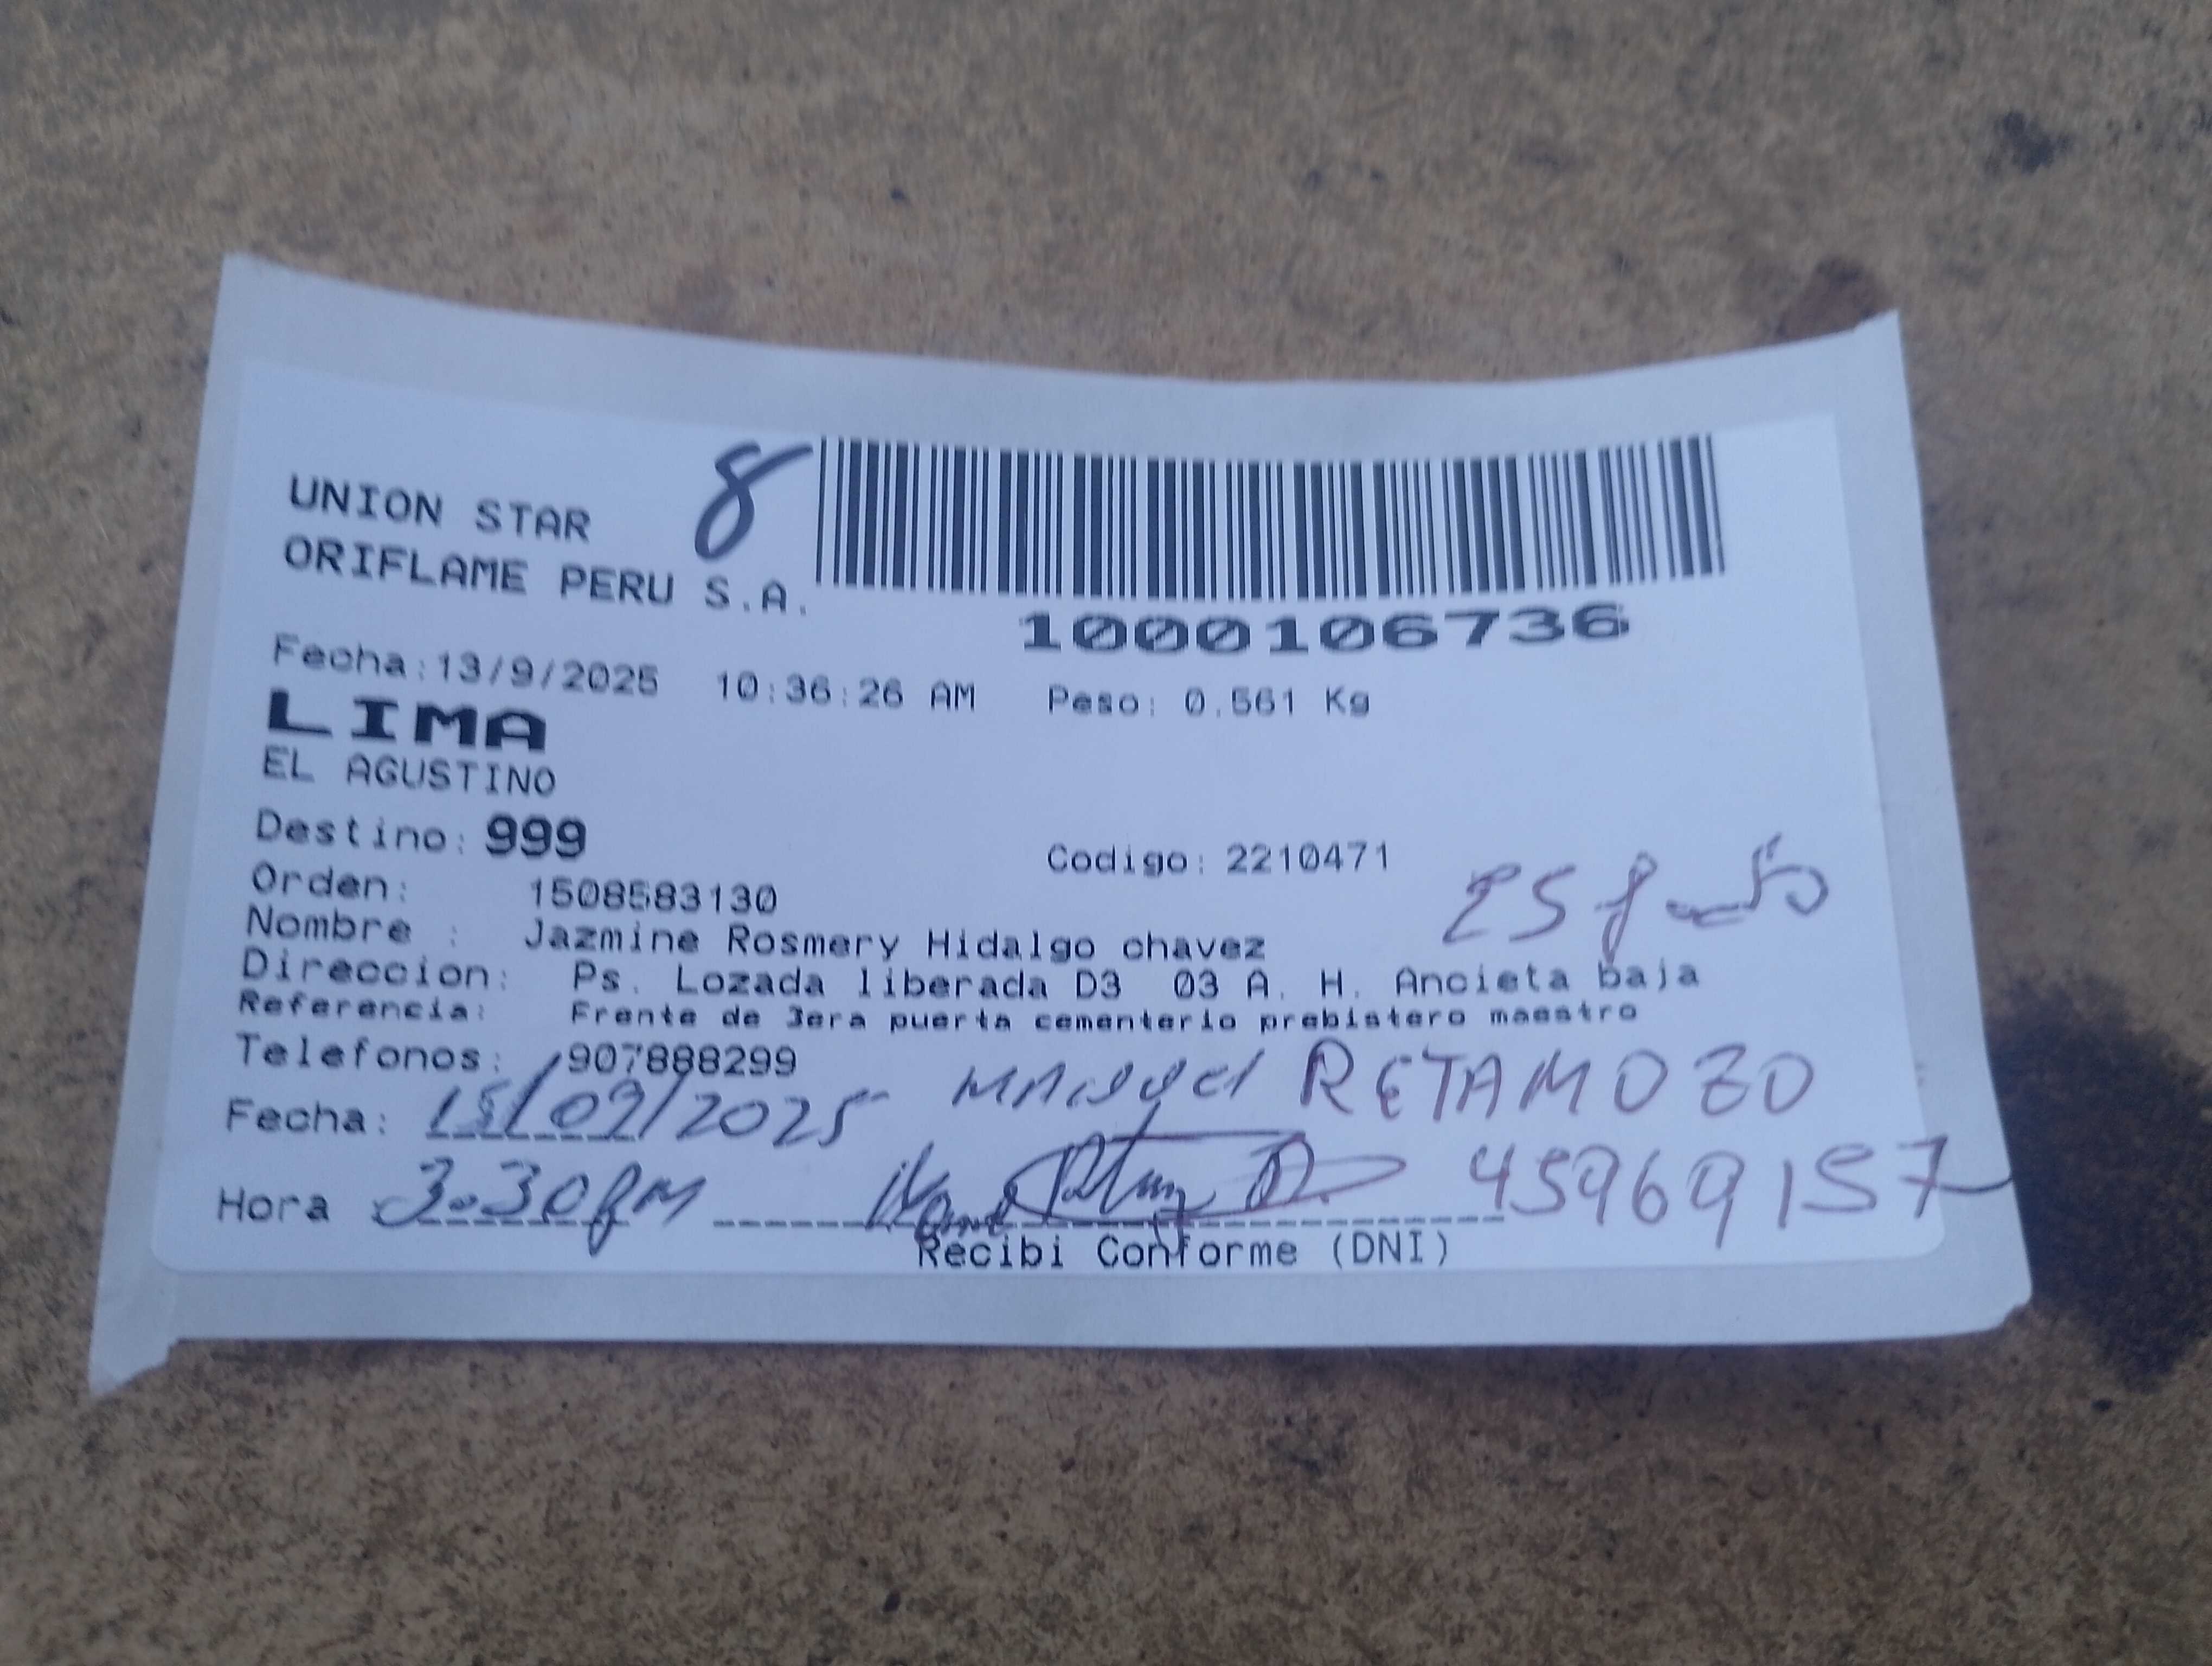 UNION STAR 8
ORIFLAME PERU S.A.
1000106736
Fecha:13/9/2025 10:36:26 AM Peso: 0.561 Kg
LIMA
EL AGUSTINO
Destino: 999 Codigo: 2210471
Orden: 1508583130
Nombre : Jazmine Rosmery Hidalgo chavez
Direccion: Ps. Lozada liberada D3 03 A. H. Ancieta baja
Referencia: Frente de 3era puerta cementerio prebistero maestro
Telefonos: 907888299
RETAMOZO
Fecha: 15/09/2025
Hora 3.30pm 45969157
Recibi Conforme (DNI)